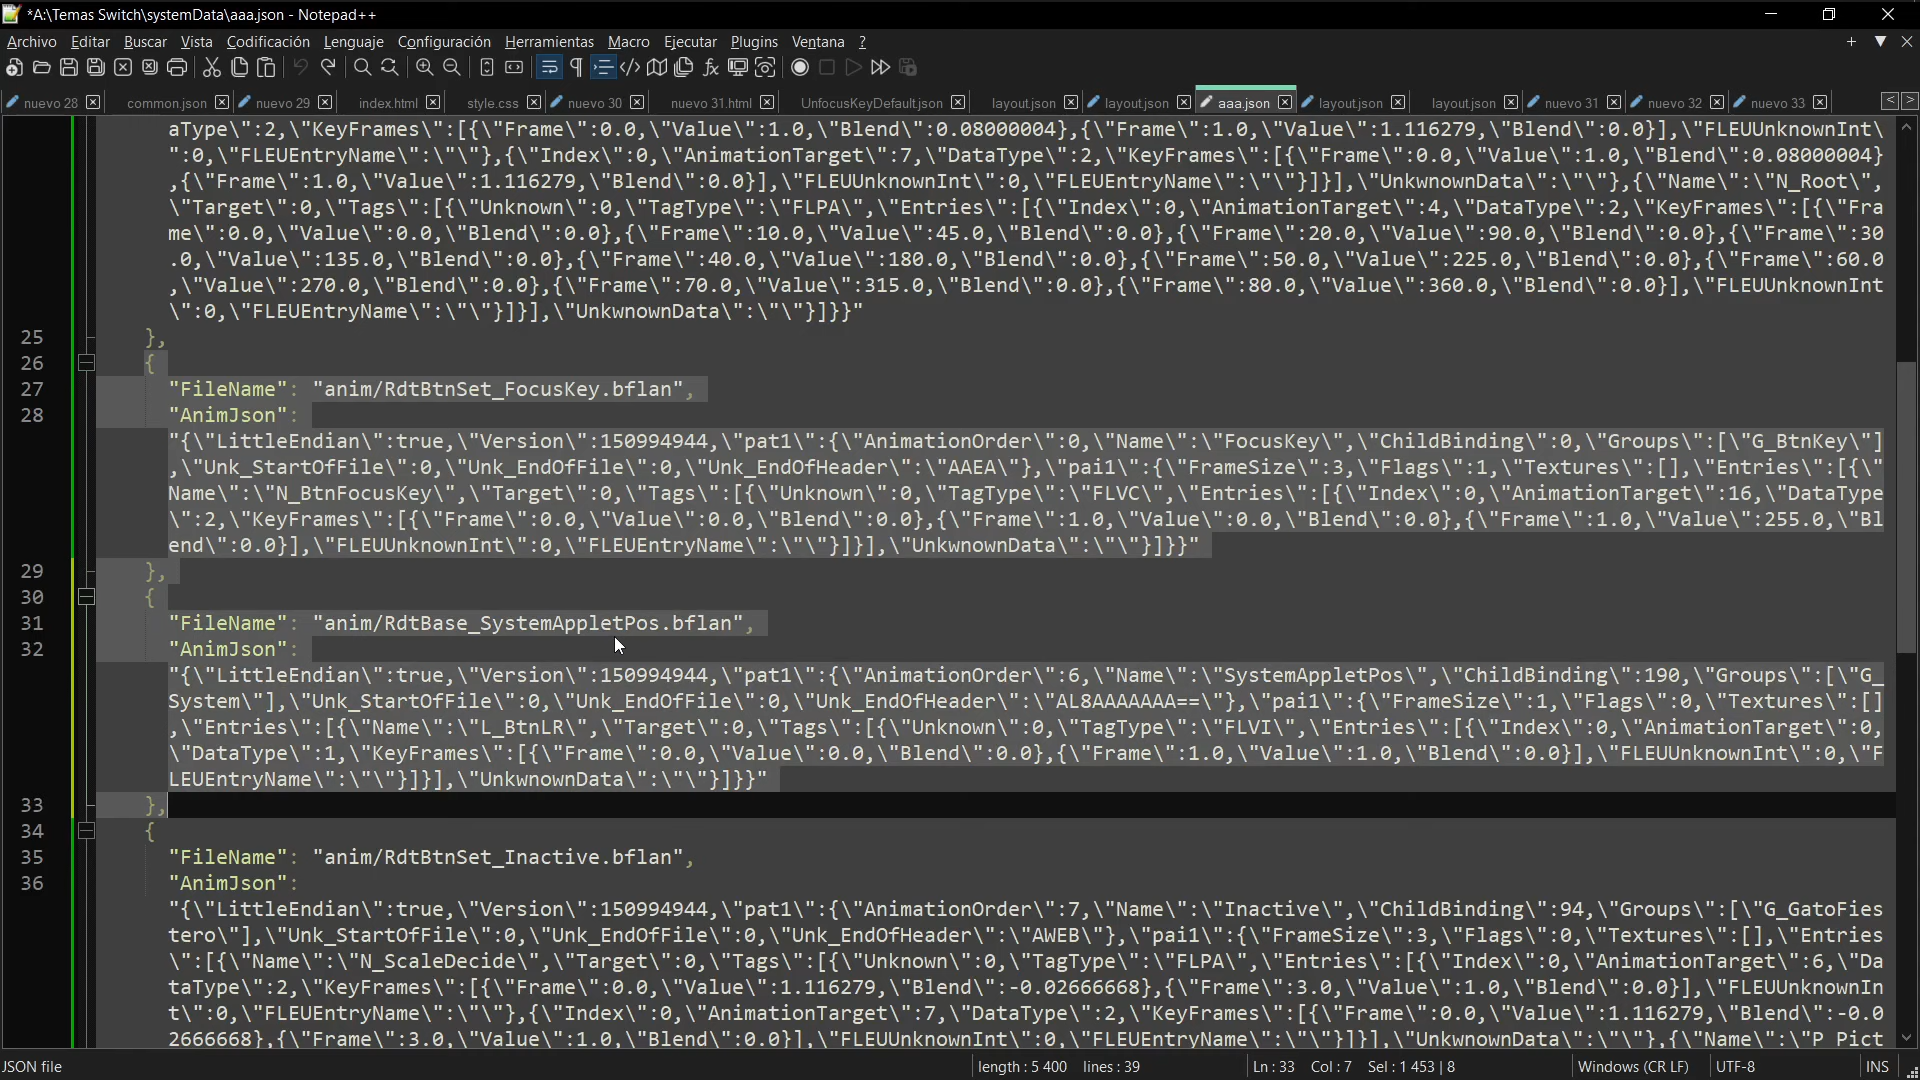 *A:\Temas Switch\systemData\aaa.json - Notepad++
Archivo Editar Buscar Vista Codificación Lenguaje Configuración Herramientas Macro Ejecutar Plugins Ventana ?
nuevo 28 common.json nuevo 29 index.html style.css nuevo 30 nuevo 31.html UnfocusKeyDefault.json layout.json layout.json aaa.json layout.json layout.json nuevo 31 nuevo 32 nuevo 33
aType\":2,\"KeyFrames\":[{\"Frame\":0.0,\"Value\":1.0,\"Blend\":0.08000004},{\"Frame\":1.0,\"Value\":1.116279,\"Blend\":0.0}],\"FLEUUnknownInt\
":0,\"FLEUEntryName\":\"\"},{\"Index\":0,\"AnimationTarget\":7,\"DataType\":2,\"KeyFrames\":[{\"Frame\":0.0,\"Value\":1.0,\"Blend\":0.08000004}
,{\"Frame\":1.0,\"Value\":1.116279,\"Blend\":0.0}],\"FLEUUnknownInt\":0,\"FLEUEntryName\":\"\"}]}],\"UnkwnownData\":\"\"},{\"Name\":\"N_Root\",
\"Target\":0,\"Tags\":[{\"Unknown\":0,\"TagType\":\"FLPA\",\"Entries\":[{\"Index\":0,\"AnimationTarget\":4,\"DataType\":2,\"KeyFrames\":[{\"Fra
me\":0.0,\"Value\":0.0,\"Blend\":0.0},{\"Frame\":10.0,\"Value\":45.0,\"Blend\":0.0},{\"Frame\":20.0,\"Value\":90.0,\"Blend\":0.0},{\"Frame\":30
.0,\"Value\":135.0,\"Blend\":0.0},{\"Frame\":40.0,\"Value\":180.0,\"Blend\":0.0},{\"Frame\":50.0,\"Value\":225.0,\"Blend\":0.0},{\"Frame\":60.0
,\"Value\":270.0,\"Blend\":0.0},{\"Frame\":70.0,\"Value\":315.0,\"Blend\":0.0},{\"Frame\":80.0,\"Value\":360.0,\"Blend\":0.0}],\"FLEUUnknownInt
\":0,\"FLEUEntryName\":\"\"}]}],\"UnkwnownData\":\"\"}]}}"
25 },
26 {
27 "FileName": "anim/RdtBtnSet_FocusKey.bflan",
28 "AnimJson":
"{\"LittleEndian\":true,\"Version\":150994944,\"pat1\":{\"AnimationOrder\":0,\"Name\":\"FocusKey\",\"ChildBinding\":0,\"Groups\":[\"G_BtnKey\"]
,\"Unk_StartOfFile\":0,\"Unk_EndOfFile\":0,\"Unk_EndOfHeader\":\"AAEA\"},\"pai1\":{\"FrameSize\":3,\"Flags\":1,\"Textures\":[],\"Entries\":[{\"
Name\":\"N_BtnFocusKey\",\"Target\":0,\"Tags\":[{\"Unknown\":0,\"TagType\":\"FLVC\",\"Entries\":[{\"Index\":0,\"AnimationTarget\":16,\"DataType
\":2,\"KeyFrames\":[{\"Frame\":0.0,\"Value\":0.0,\"Blend\":0.0},{\"Frame\":1.0,\"Value\":0.0,\"Blend\":0.0},{\"Frame\":1.0,\"Value\":255.0,\"Bl
end\":0.0}],\"FLEUUnknownInt\":0,\"FLEUEntryName\":\"\"}]}],\"UnkwnownData\":\"\"}]}}"
29 },
30 {
31 "FileName": "anim/RdtBase_SystemAppletPos.bflan",
32 "AnimJson":
"{\"LittleEndian\":true,\"Version\":150994944,\"pat1\":{\"AnimationOrder\":6,\"Name\":\"SystemAppletPos\",\"ChildBinding\":190,\"Groups\":[\"G_
System\"],\"Unk_StartOfFile\":0,\"Unk_EndOfFile\":0,\"Unk_EndOfHeader\":\"AL8AAAAAAA==\"},\"pai1\":{\"FrameSize\":1,\"Flags\":0,\"Textures\":[]
,\"Entries\":[{\"Name\":\"L_BtnLR\",\"Target\":0,\"Tags\":[{\"Unknown\":0,\"TagType\":\"FLVI\",\"Entries\":[{\"Index\":0,\"AnimationTarget\":0,
\"DataType\":1,\"KeyFrames\":[{\"Frame\":0.0,\"Value\":0.0,\"Blend\":0.0},{\"Frame\":1.0,\"Value\":1.0,\"Blend\":0.0}],\"FLEUUnknownInt\":0,\"F
LEUEntryName\":\"\"}]}],\"UnkwnownData\":\"\"}]}}"
33 },
34 {
35 "FileName": "anim/RdtBtnSet_Inactive.bflan",
36 "AnimJson":
"{\"LittleEndian\":true,\"Version\":150994944,\"pat1\":{\"AnimationOrder\":7,\"Name\":\"Inactive\",\"ChildBinding\":94,\"Groups\":[\"G_GatoFies
tero\"],\"Unk_StartOfFile\":0,\"Unk_EndOfFile\":0,\"Unk_EndOfHeader\":\"AWEB\"},\"pai1\":{\"FrameSize\":3,\"Flags\":0,\"Textures\":[],\"Entries
\":[{\"Name\":\"N_ScaleDecide\",\"Target\":0,\"Tags\":[{\"Unknown\":0,\"TagType\":\"FLPA\",\"Entries\":[{\"Index\":0,\"AnimationTarget\":6,\"Da
taType\":2,\"KeyFrames\":[{\"Frame\":0.0,\"Value\":1.116279,\"Blend\":-0.02666668},{\"Frame\":3.0,\"Value\":1.0,\"Blend\":0.0}],\"FLEUUnknownIn
t\":0,\"FLEUEntryName\":\"\"},{\"Index\":0,\"AnimationTarget\":7,\"DataType\":2,\"KeyFrames\":[{\"Frame\":0.0,\"Value\":1.116279,\"Blend\":-0.0
2666668},{\"Frame\":3.0,\"Value\":1.0,\"Blend\":0.0}],\"FLEUUnknownInt\":0,\"FLEUEntryName\":\"\"}]}],\"UnkwnownData\":\"\"},{\"Name\":\"P_Pict
JSON file length : 5 400 lines : 39 Ln : 33 Col : 7 Sel : 1 453 | 8 Windows (CR LF) UTF-8 INS